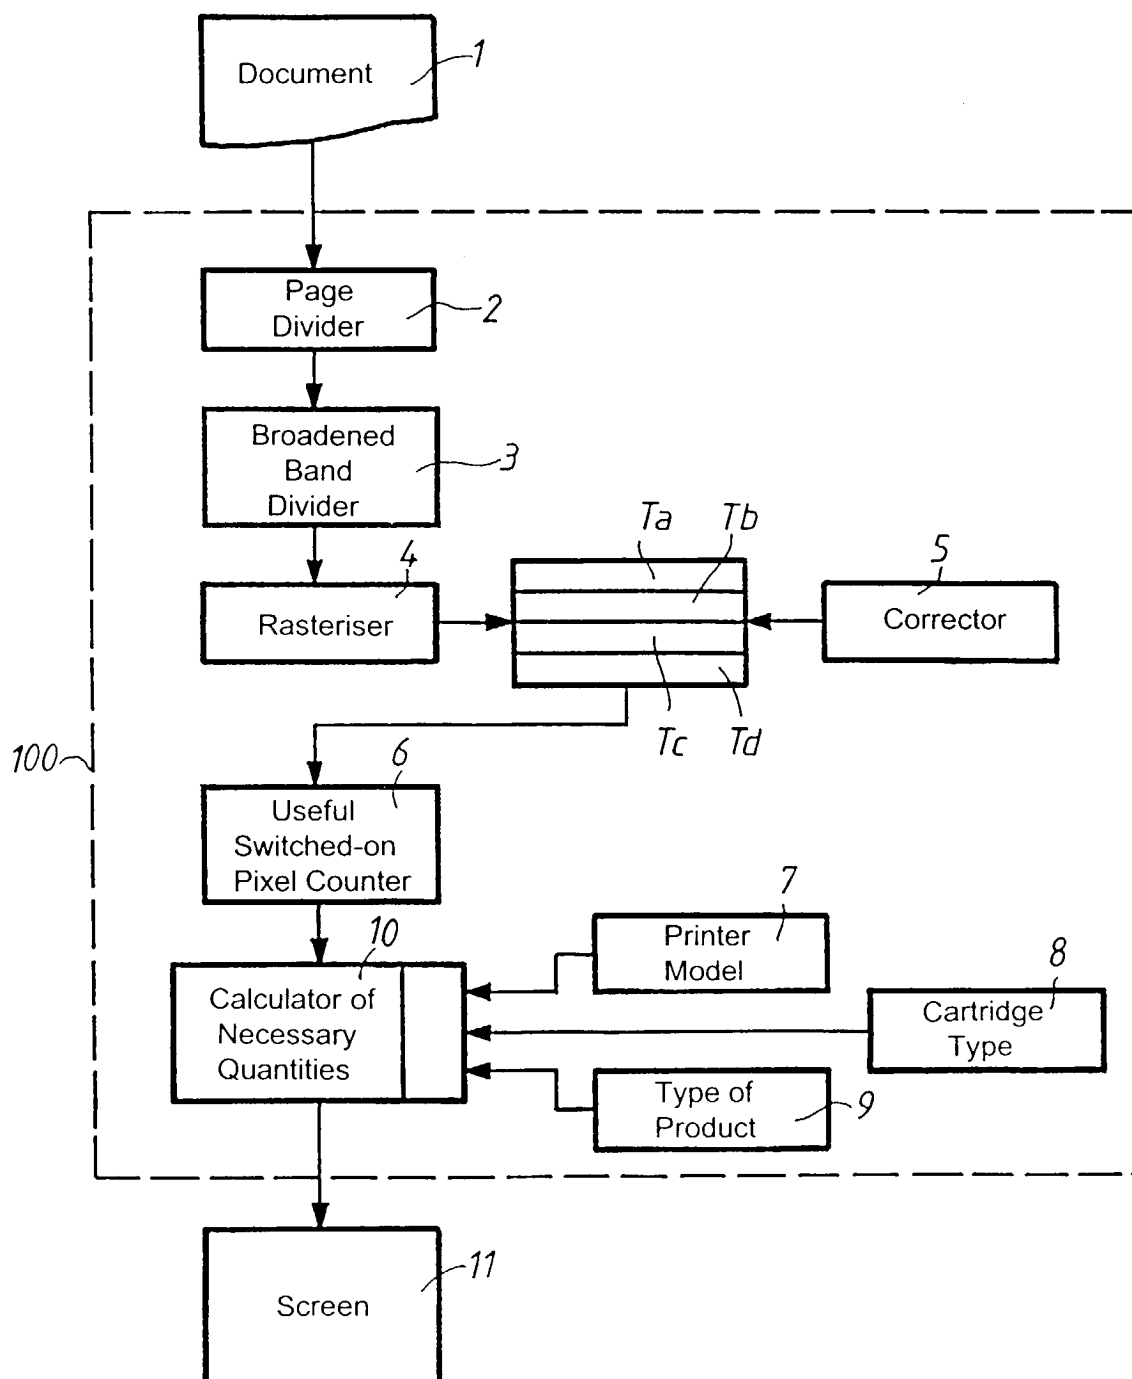 Document
1
Page
Divider
2
Broadened
Band
Divider
3
Ta
Tb
4
Rasteriser
5
Corrector
Tc
Td
100
6
Useful
Switched-on
Pixel Counter
7
Printer
Model
10
Calculator of
Necessary
Quantities
8
Cartridge
Type
Type of
Product
9
Screen
11